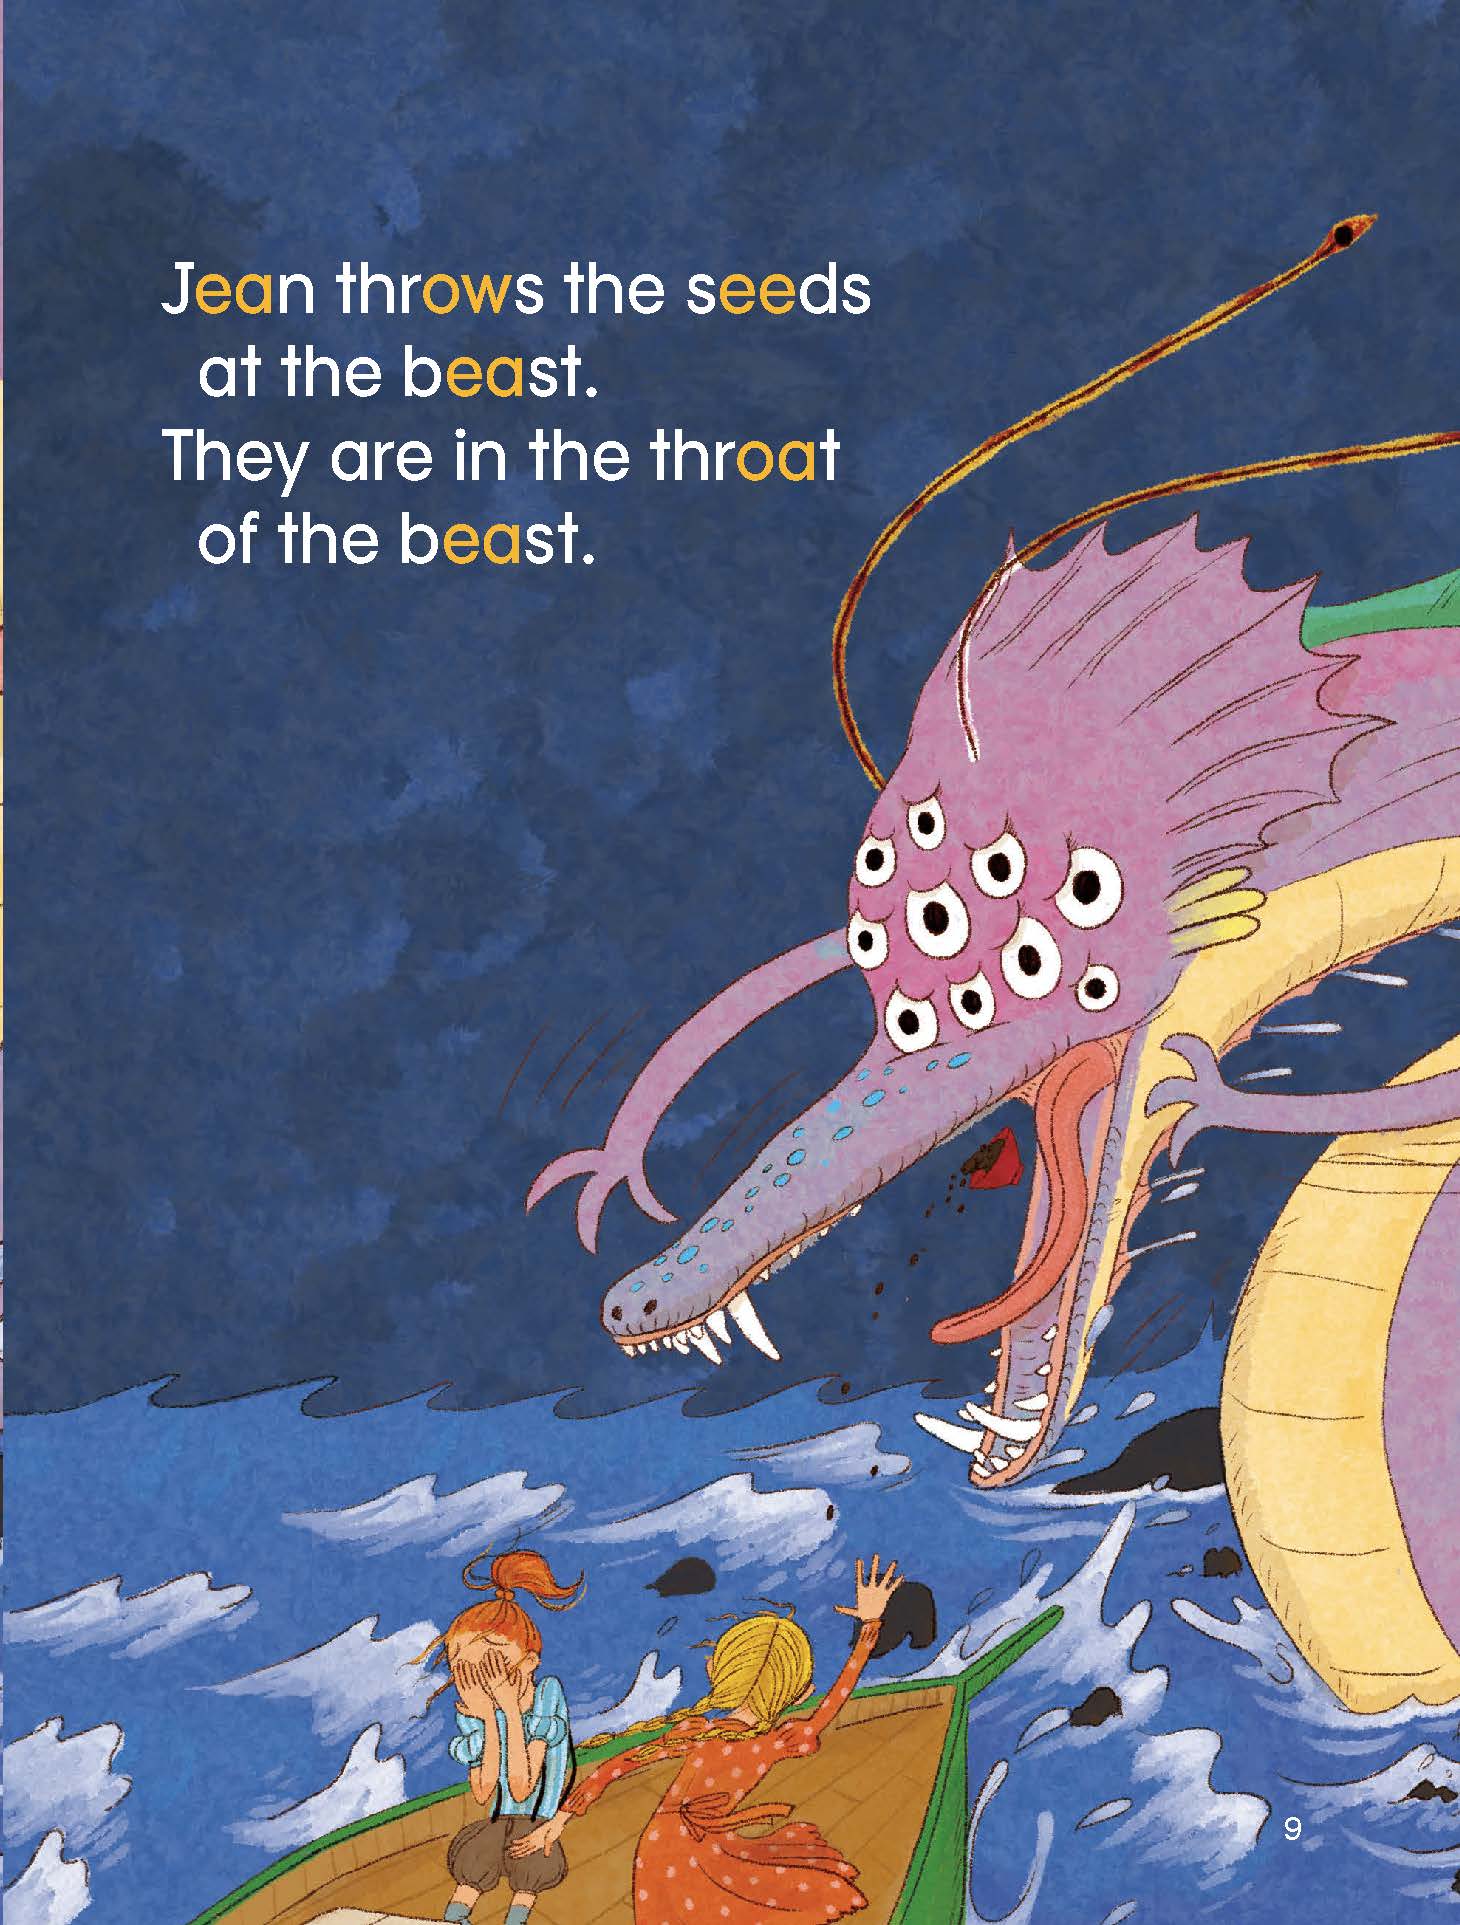 Jean throws the seeds
at the beast.
They are in the throat
of the beast.
9